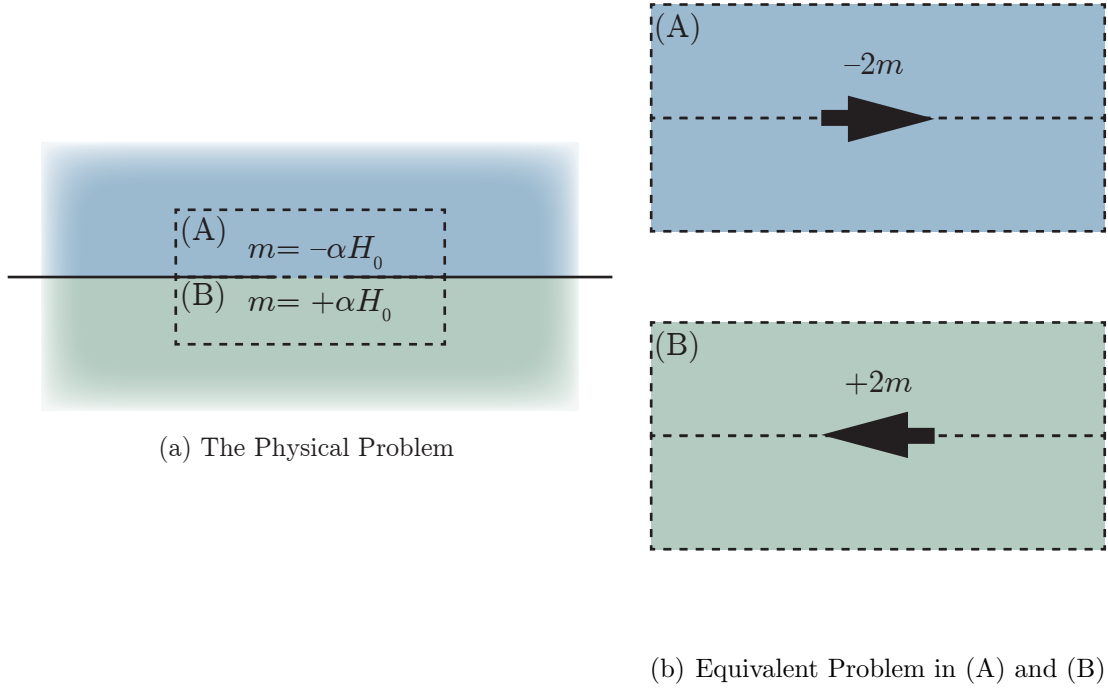 (A)
m= –αH₀
(B)
m= +αH₀
(a) The Physical Problem
(A)
–2m
(B)
+2m
(b) Equivalent Problem in (A) and (B)